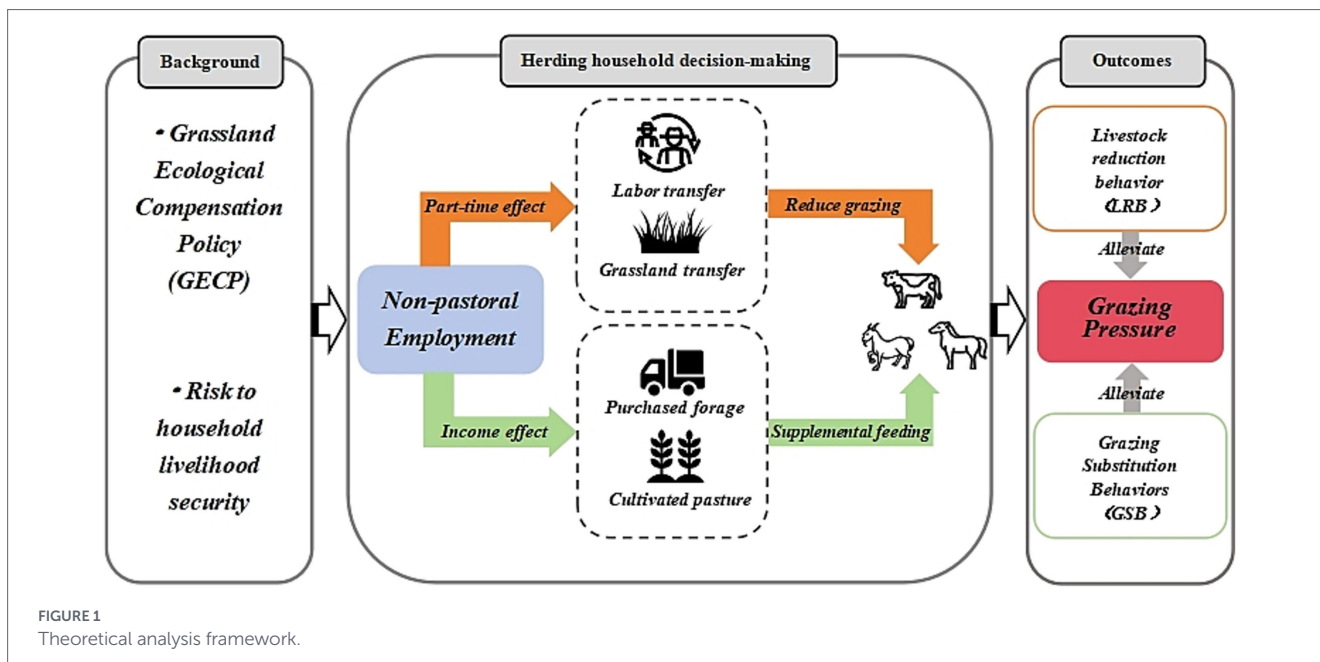 Background
• Grassland
Ecological
Compensation
Policy
(GECP)
• Risk to
household
livelihood
security
Herding household decision-making
Non-pastoral
Employment
Part-time effect
Labor transfer
Grassland transfer
Reduce grazing
Income effect
Purchased forage
Cultivated pasture
Supplemental feeding
Outcomes
Livestock
reduction
behavior
《LRB》
Alleviate
Grazing
Pressure
Alleviate
Grazing
Substitution
Behaviors
《GSB》
FIGURE 1
Theoretical analysis framework.